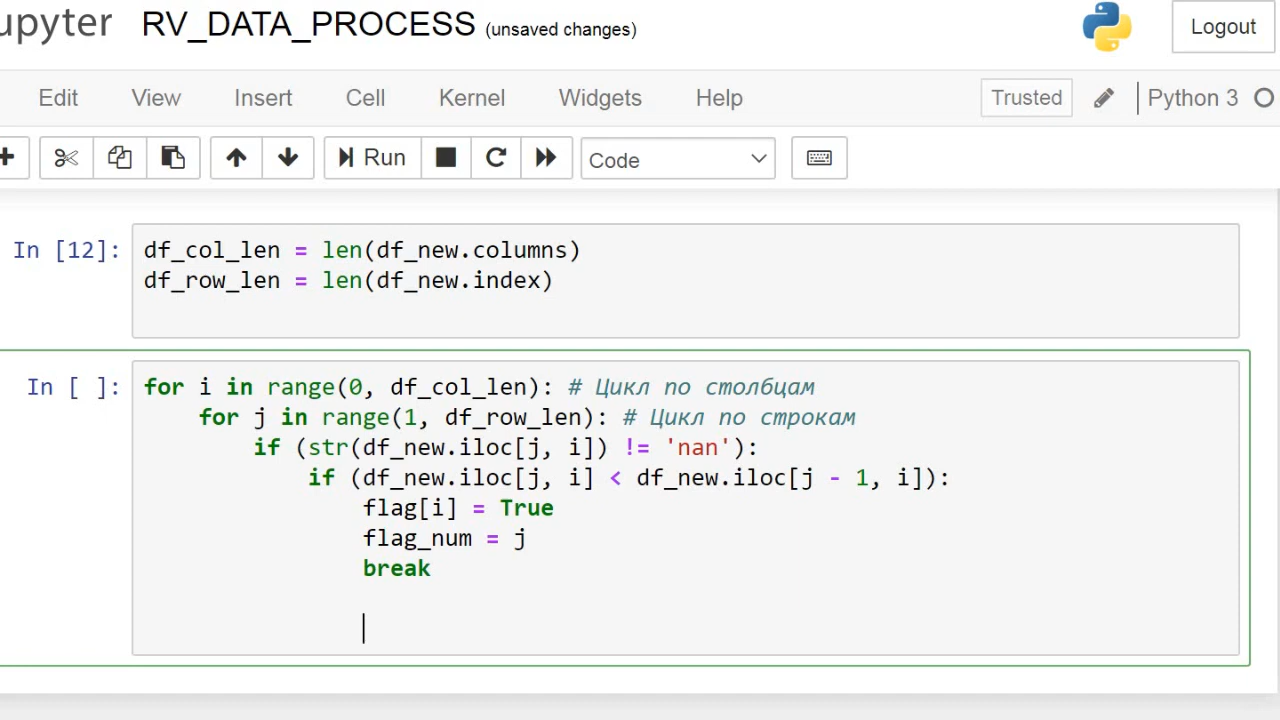 upyter RV_DATA_PROCESS (unsaved changes) Logout
Edit View Insert Cell Kernel Widgets Help Trusted Python 3
Run Code
In [12]: df_col_len = len(df_new.columns)
df_row_len = len(df_new.index)
In [ ]: for i in range(0, df_col_len): # Цикл по столбцам
for j in range(1, df_row_len): # Цикл по строкам
if (str(df_new.iloc[j, i]) != 'nan'):
if (df_new.iloc[j, i] < df_new.iloc[j - 1, i]):
flag[i] = True
flag_num = j
break